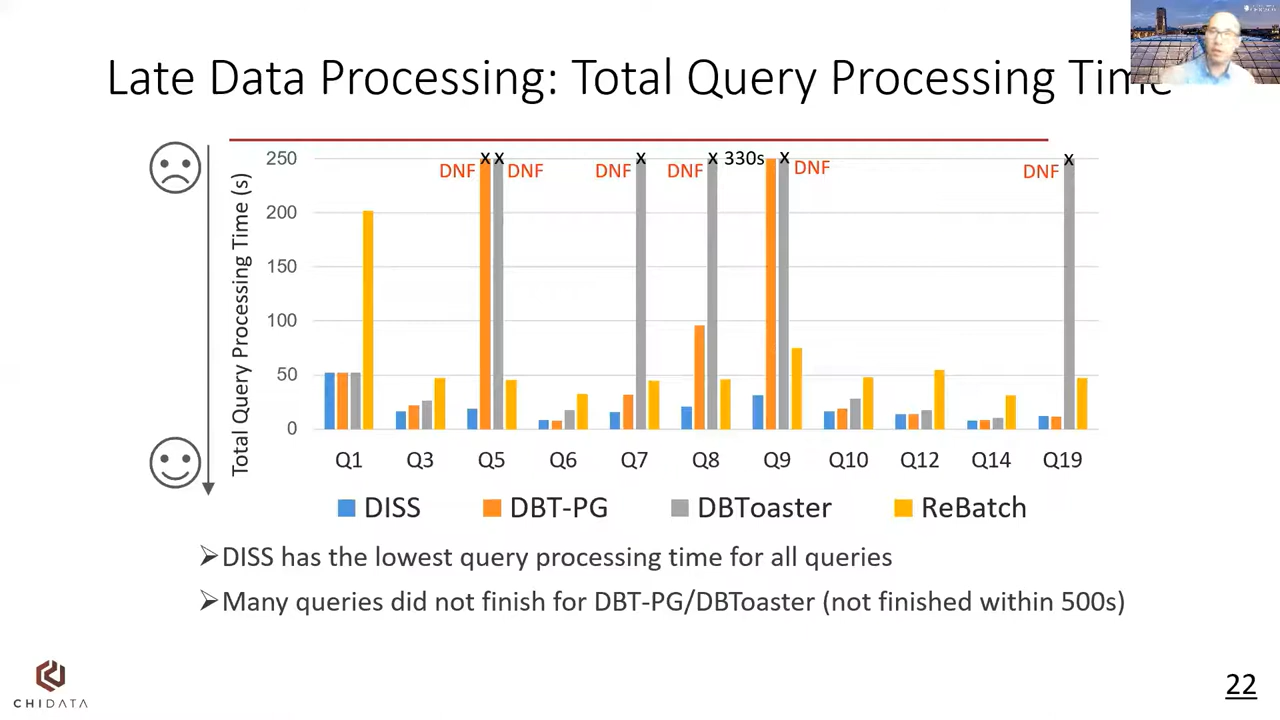 Late Data Processing: Total Query Processing Time
Total Query Processing Time (s)
250
200
150
100
50
0
DNF x x DNF
DNF x
DNF x
330s x DNF
DNF x
Q1 Q3 Q5 Q6 Q7 Q8 Q9 Q10 Q12 Q14 Q19
DISS DBT-PG DBToaster ReBatch
➢DISS has the lowest query processing time for all queries
➢Many queries did not finish for DBT-PG/DBToaster (not finished within 500s)
CHIDATA
22